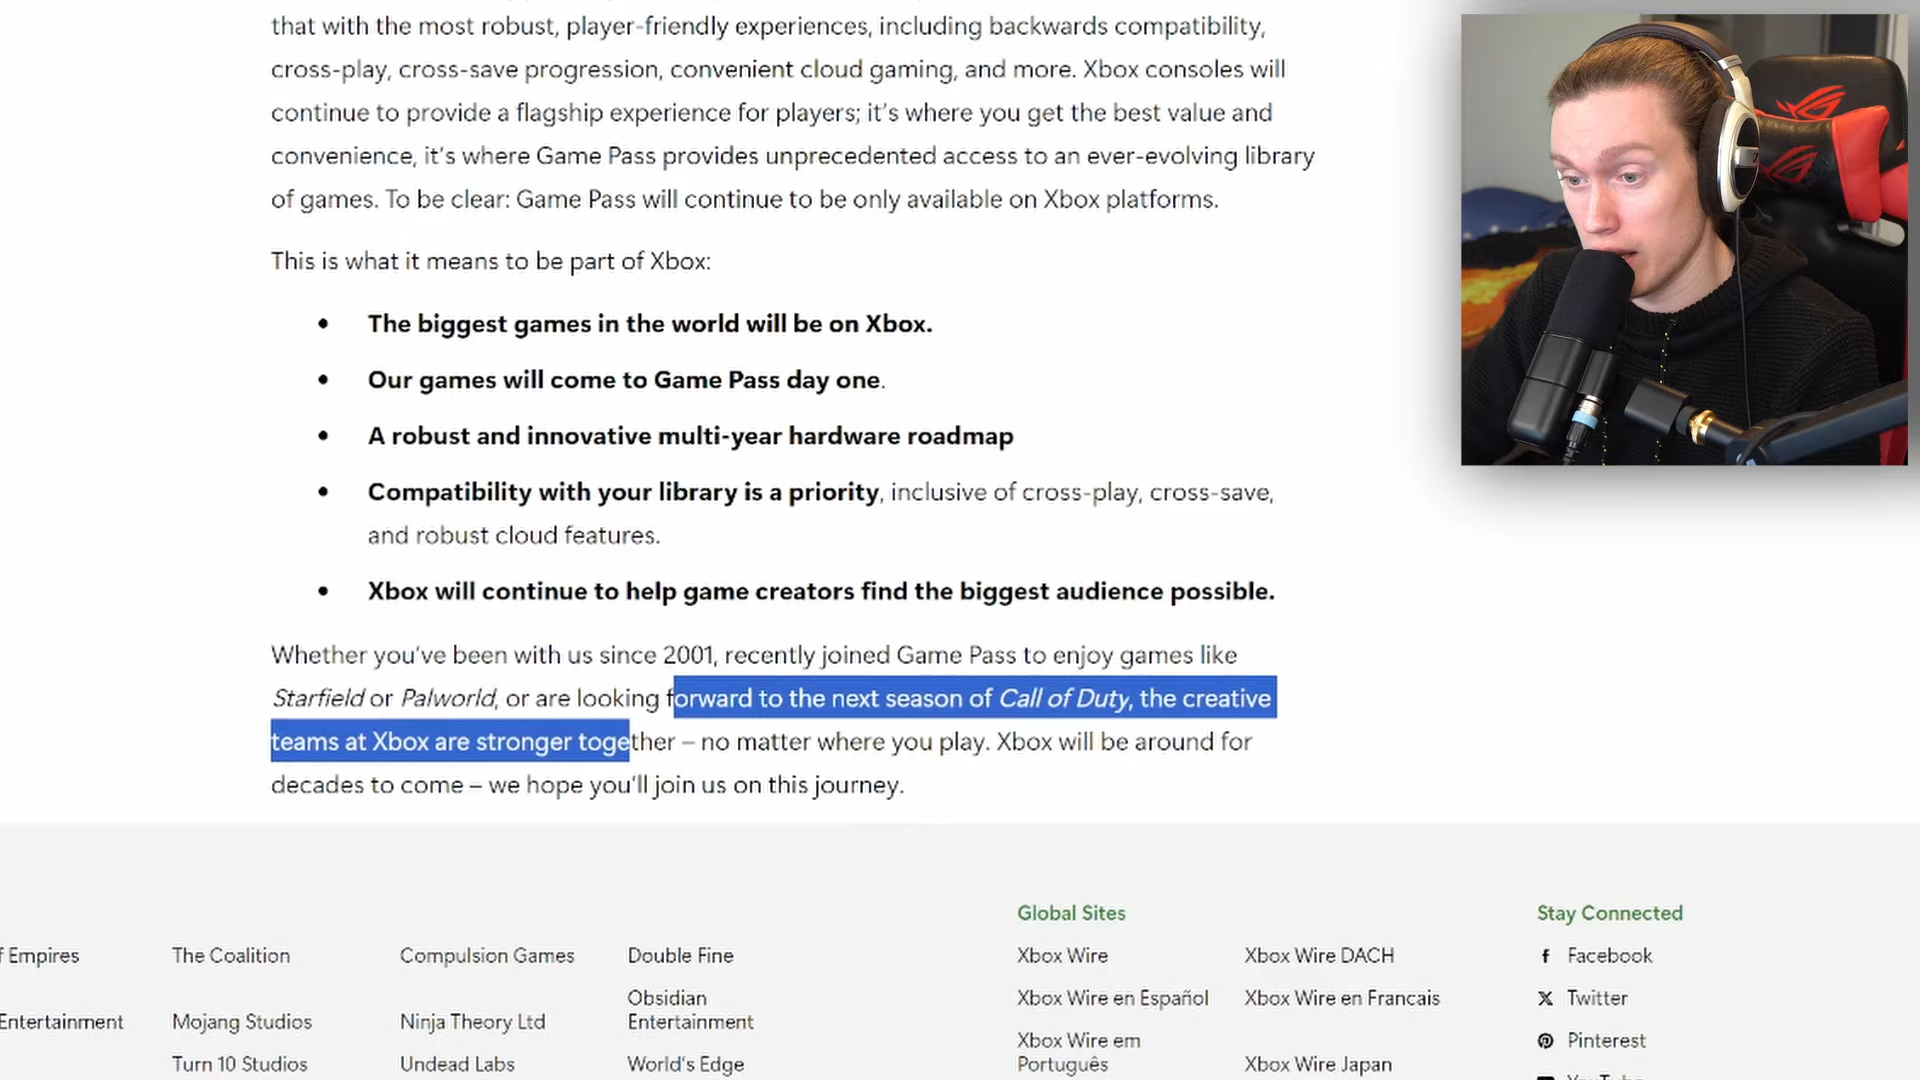 that with the most robust, player-friendly experiences, including backwards compatibility,
cross-play, cross-save progression, convenient cloud gaming, and more. Xbox consoles will
continue to provide a flagship experience for players; it's where you get the best value and
convenience, it's where Game Pass provides unprecedented access to an ever-evolving library
of games. To be clear: Game Pass will continue to be only available on Xbox platforms.
This is what it means to be part of Xbox:
• The biggest games in the world will be on Xbox.
• Our games will come to Game Pass day one.
• A robust and innovative multi-year hardware roadmap
• Compatibility with your library is a priority, inclusive of cross-play, cross-save,
and robust cloud features.
• Xbox will continue to help game creators find the biggest audience possible.
Whether you've been with us since 2001, recently joined Game Pass to enjoy games like
Starfield or Palworld, or are looking forward to the next season of Call of Duty, the creative
teams at Xbox are stronger together – no matter where you play. Xbox will be around for
decades to come – we hope you'll join us on this journey.
Global Sites
Stay Connected
f Empires
The Coalition
Compulsion Games
Double Fine
Xbox Wire
Xbox Wire DACH
Facebook
Entertainment
Mojang Studios
Ninja Theory Ltd
Obsidian
Entertainment
Xbox Wire en Español
Xbox Wire en Francais
Twitter
Turn 10 Studios
Undead Labs
World's Edge
Xbox Wire em
Português
Xbox Wire Japan
Pinterest
YouTube